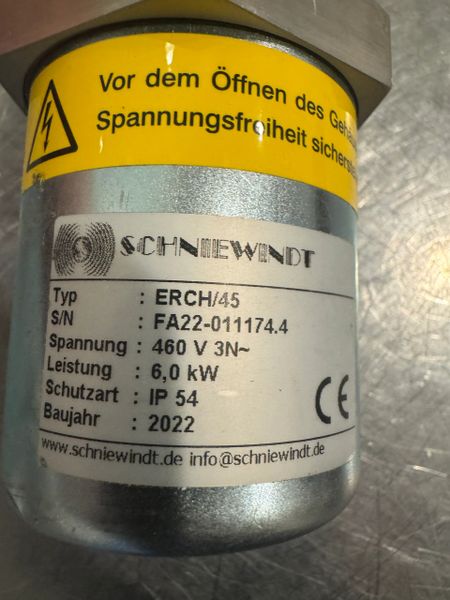 Vor dem Öffnen des
Spannungsfreiheit
SCHNIEWINDT
Typ : ERCH/45
S/N : FA22-011174.4
Spannung : 460 V 3N~
Leistung : 6,0 kW
Schutzart : IP 54
Baujahr : 2022
CE
www.schniewindt.de info@schniewindt.de